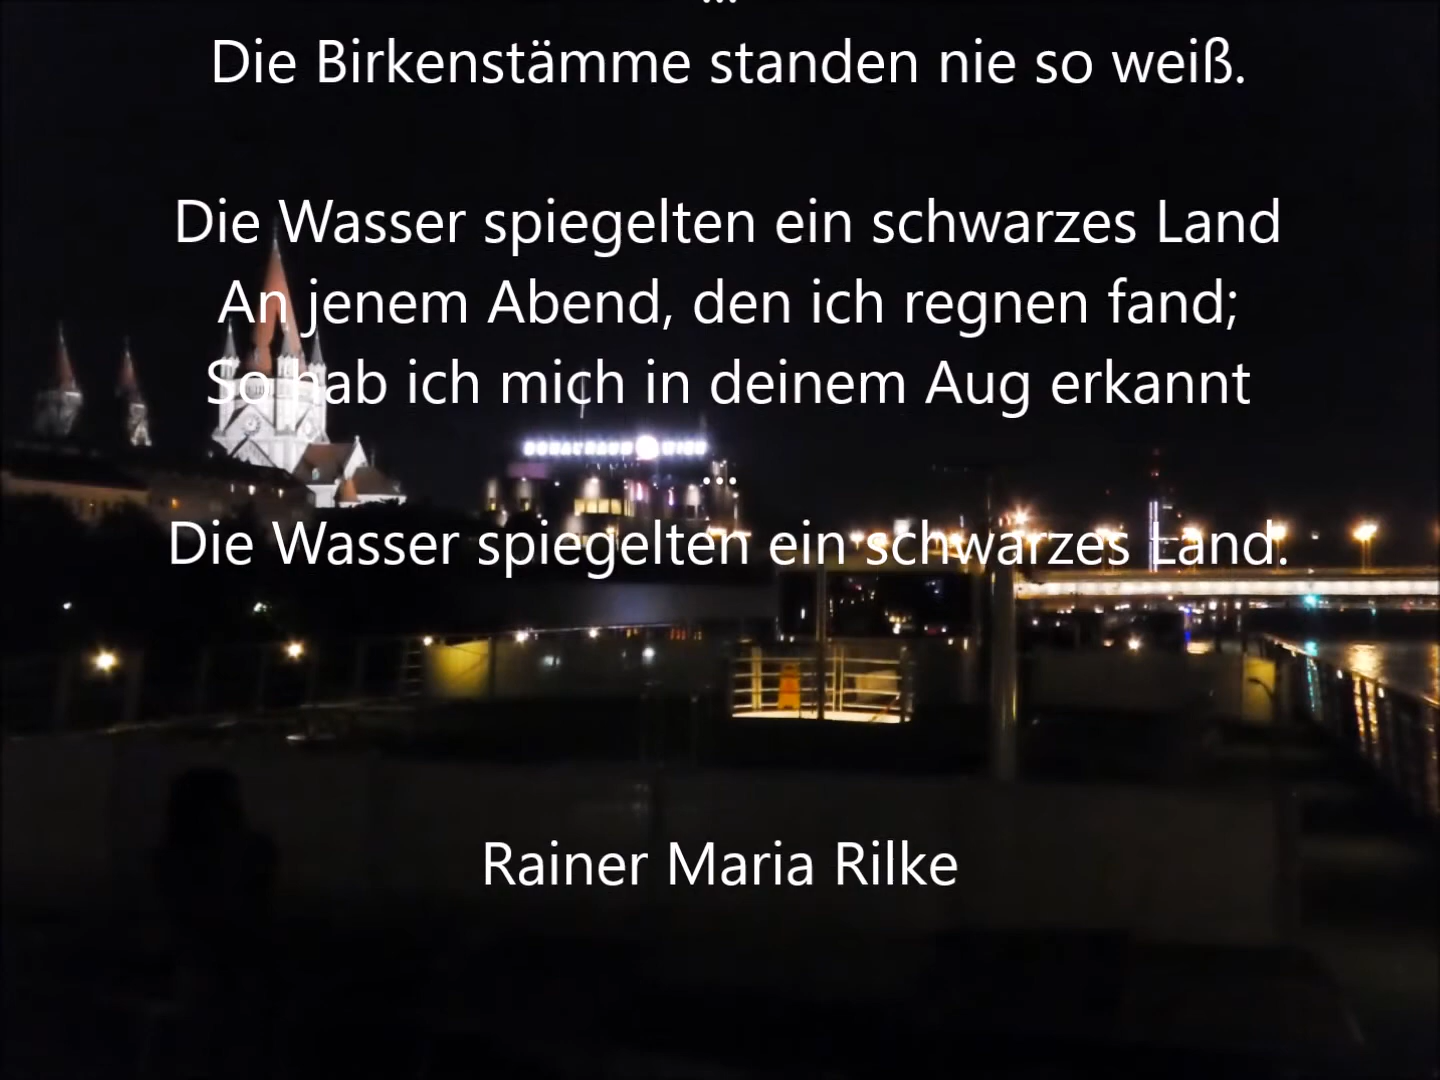 ...
Die Birkenstämme standen nie so weiß.
Die Wasser spiegelten ein schwarzes Land
An jenem Abend, den ich regnen fand;
So hab ich mich in deinem Aug erkannt
...
Die Wasser spiegelten ein schwarzes Land.
Rainer Maria Rilke